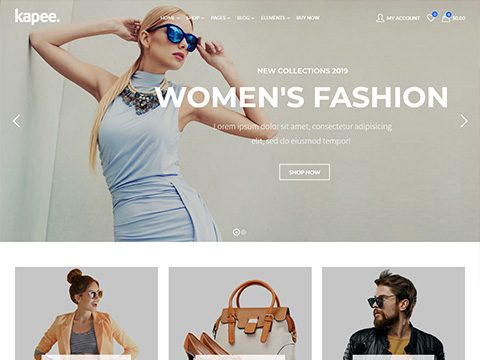 kapee.
HOME SHOP PAGES BLOG ELEMENTS BUY NOW
MY ACCOUNT 0 0 $0.00
NEW COLLECTIONS 2019
WOMEN'S FASHION
Lorem ipsum dolor sit amet, consectetur adipisicing
elit, sed do eiusmod tempor!
SHOP NOW